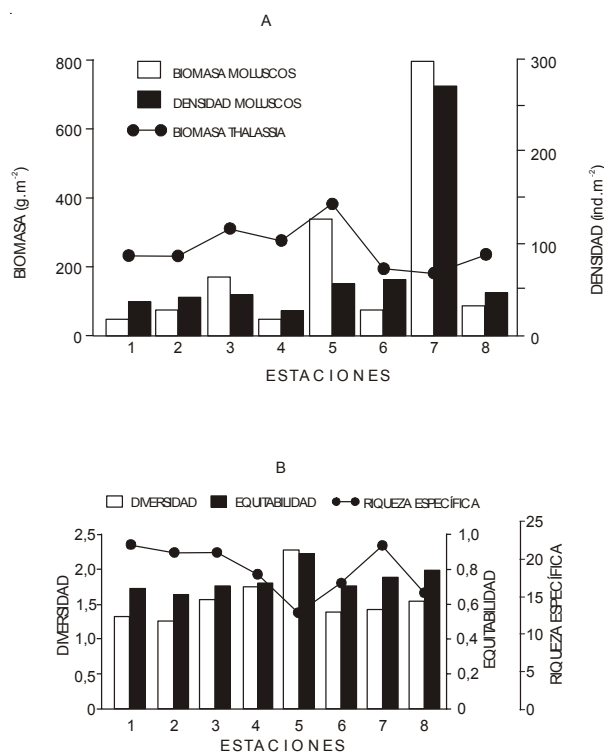 A
BIOMASA MOLUSCOS
DENSIDAD MOLUSCOS
BIOMASA THALASSIA
BIOMASA (g.m-²)
800
600
400
200
0
DENSIDAD (ind.m-²)
300
200
100
0
1 2 3 4 5 6 7 8
ESTACIONES
B
DIVERSIDAD EQUITABILIDAD RIQUEZA ESPECÍFICA
DIVERSIDAD
2,5
2,0
1,5
1,0
0,5
0
EQUITABILIDAD
1,0
0,8
0,6
0,4
0,2
0
RIQUEZA ESPECÍFICA
25
20
15
10
5
0
1 2 3 4 5 6 7 8
ESTACIONES